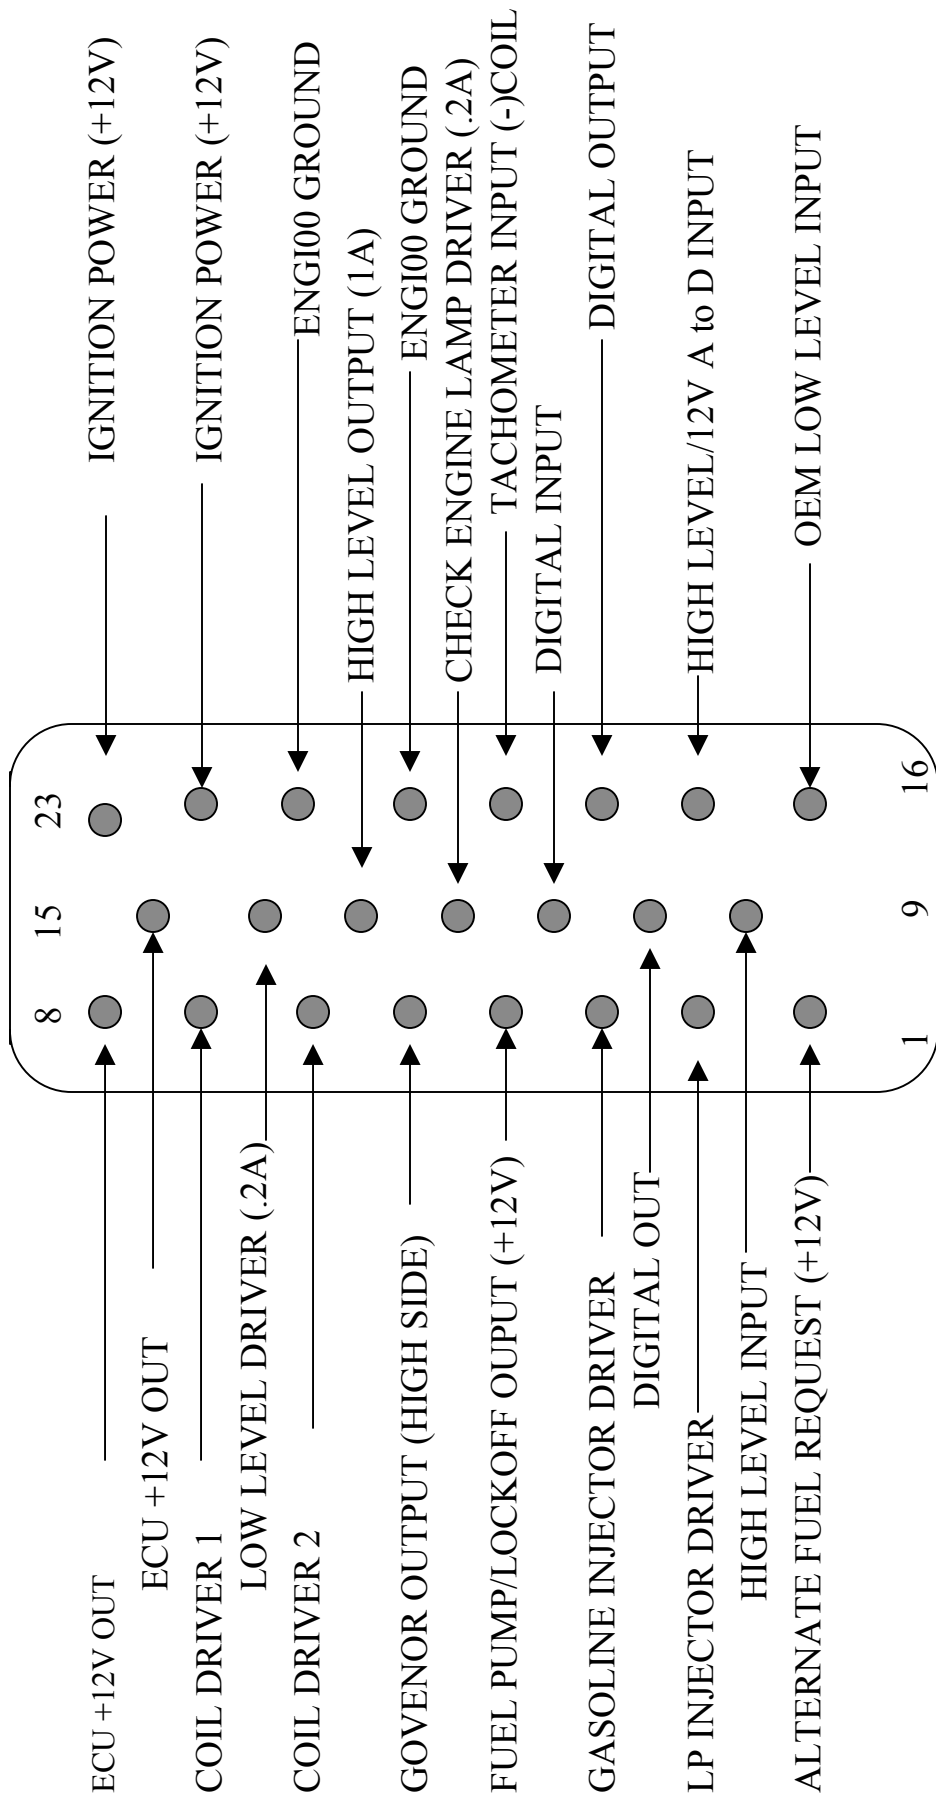 IGNITION POWER (+12V)
IGNITION POWER (+12V)
ENGI00 GROUND
HIGH LEVEL OUTPUT (1A)
ENGI00 GROUND
CHECK ENGINE LAMP DRIVER (.2A)
TACHOMETER INPUT (-)COIL
DIGITAL INPUT
DIGITAL OUTPUT
HIGH LEVEL/12V A to D INPUT
OEM LOW LEVEL INPUT
23
16
15
9
8
1
ECU +12V OUT
ECU +12V OUT
COIL DRIVER 1
LOW LEVEL DRIVER (.2A)
COIL DRIVER 2
GOVENOR OUTPUT (HIGH SIDE)
FUEL PUMP/LOCKOFF OUPUT (+12V)
GASOLINE INJECTOR DRIVER
DIGITAL OUT
LP INJECTOR DRIVER
HIGH LEVEL INPUT
ALTERNATE FUEL REQUEST (+12V)